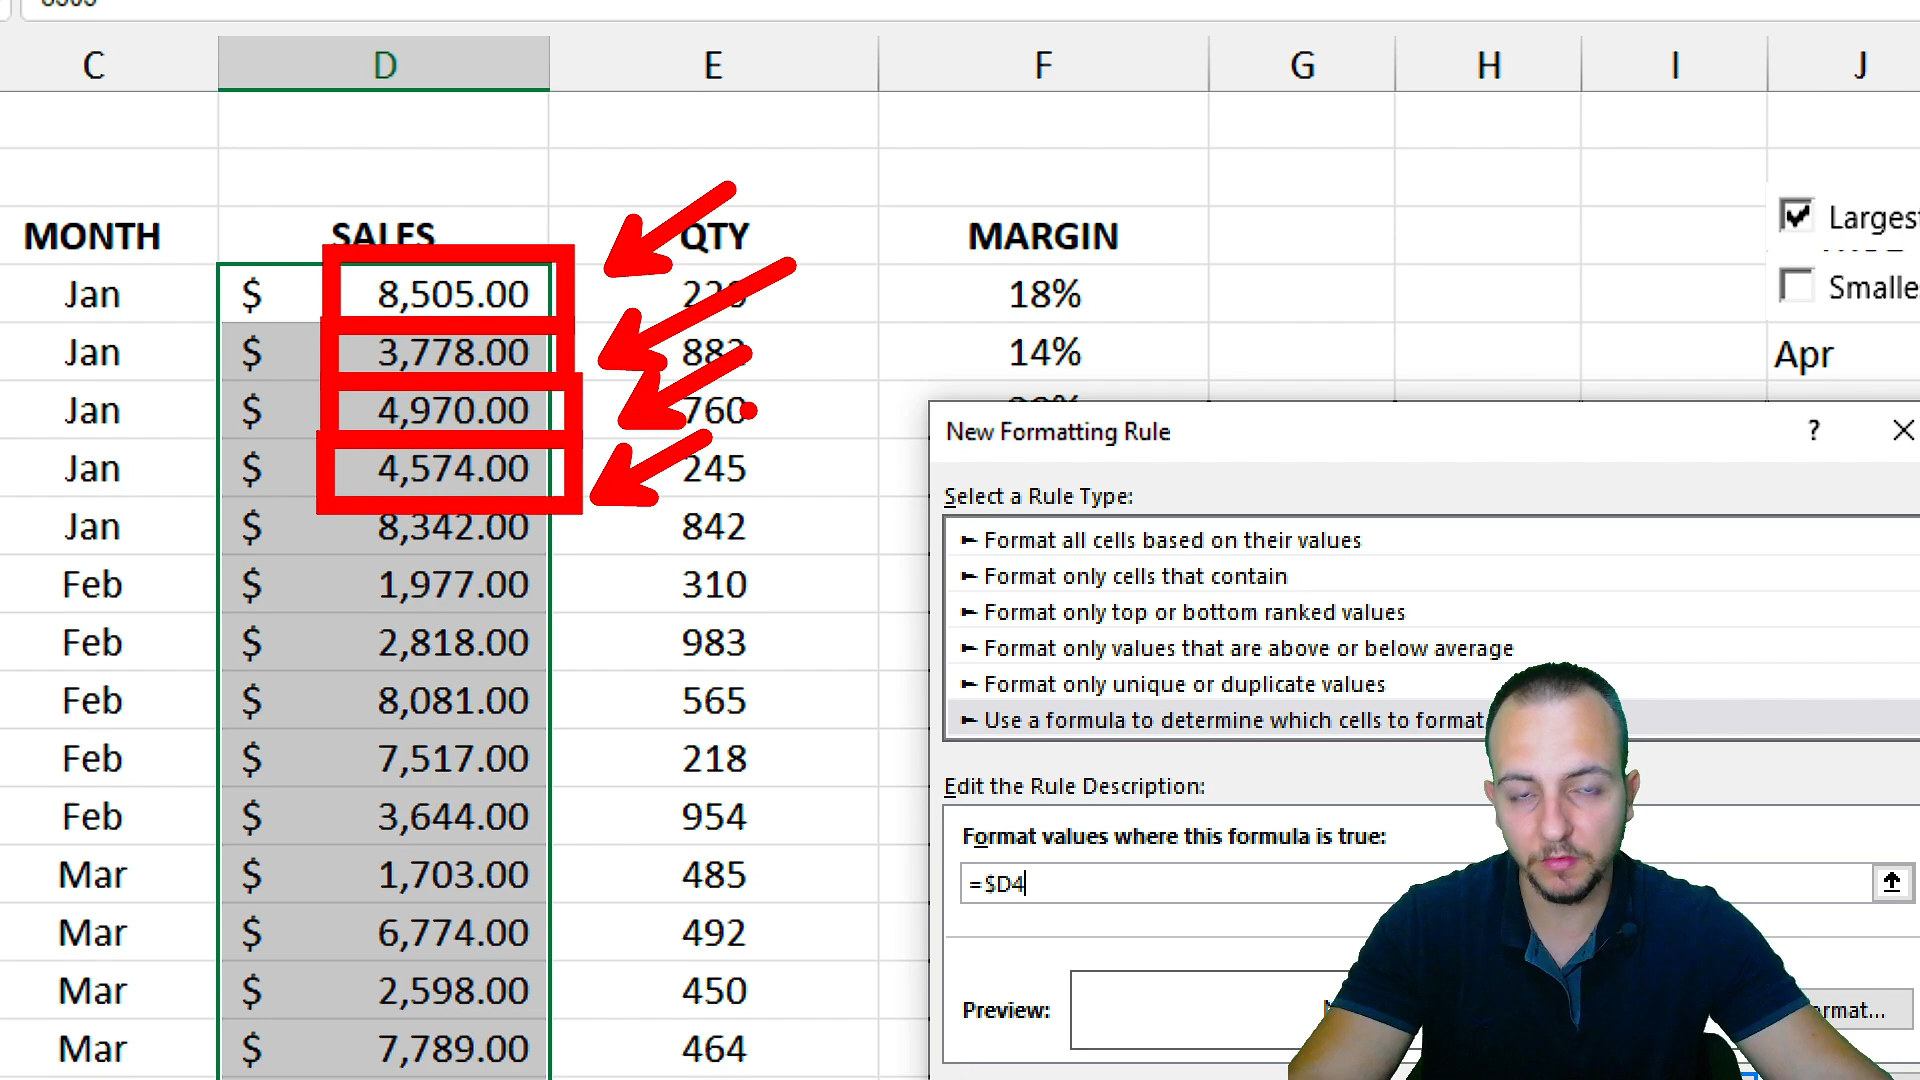 C D E F G H I J
MONTH SALES QTY MARGIN
Largest
Smalle
Jan $ 8,505.00 18%
Jan $ 3,778.00 882 14%
Apr
Jan $ 4,970.00 760
Jan $ 4,574.00 245
Jan $ 8,342.00 842
Feb $ 1,977.00 310
Feb $ 2,818.00 983
Feb $ 8,081.00 565
Feb $ 7,517.00 218
Feb $ 3,644.00 954
Mar $ 1,703.00 485
Mar $ 6,774.00 492
Mar $ 2,598.00 450
Mar $ 7,789.00 464
New Formatting Rule ? ×
Select a Rule Type:
► Format all cells based on their values
► Format only cells that contain
► Format only top or bottom ranked values
► Format only values that are above or below average
► Format only unique or duplicate values
► Use a formula to determine which cells to format
Edit the Rule Description:
Format values where this formula is true:
=$D4
Preview:
ormat...